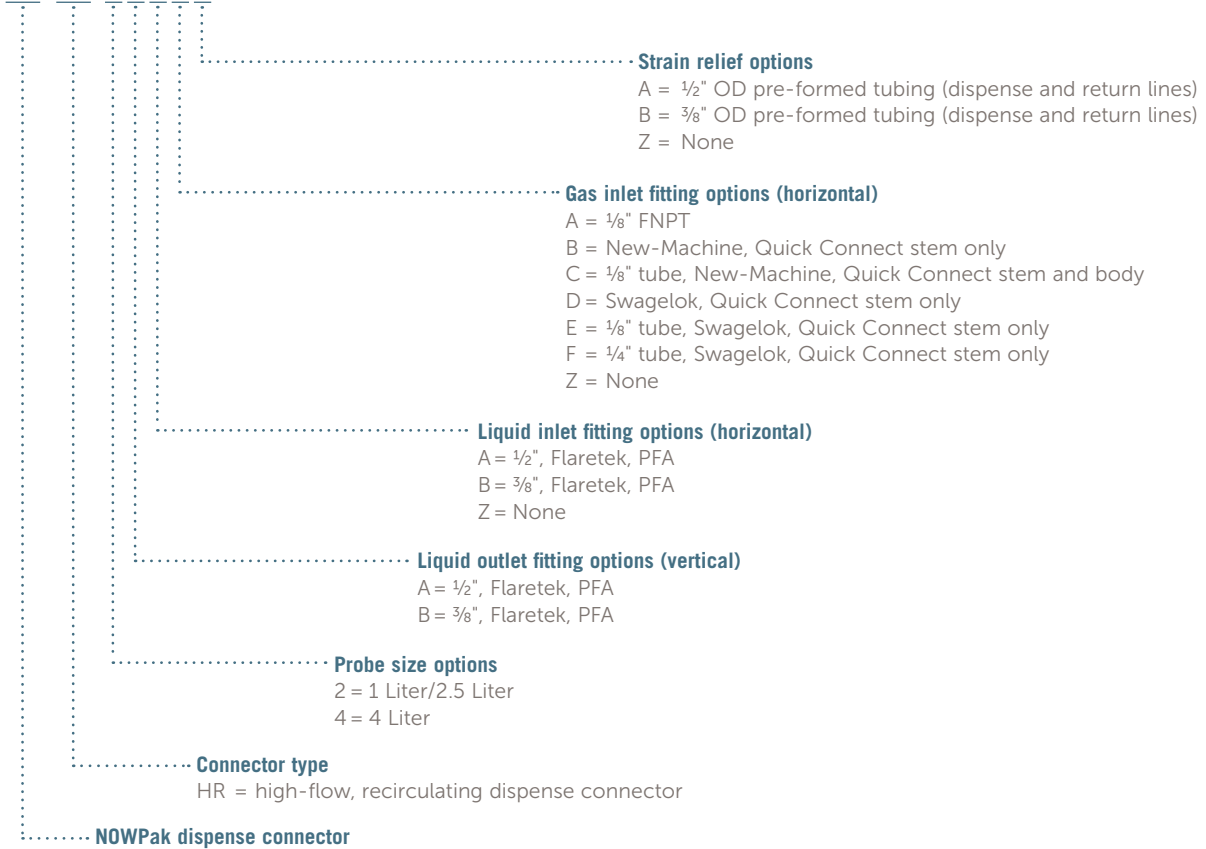 Strain relief options
A = ½" OD pre-formed tubing (dispense and return lines)
B = ⅜" OD pre-formed tubing (dispense and return lines)
Z = None
Gas inlet fitting options (horizontal)
A = ⅛" FNPT
B = New-Machine, Quick Connect stem only
C = ⅛" tube, New-Machine, Quick Connect stem and body
D = Swagelok, Quick Connect stem only
E = ⅛" tube, Swagelok, Quick Connect stem only
F = ¼" tube, Swagelok, Quick Connect stem only
Z = None
Liquid inlet fitting options (horizontal)
A = ½", Flaretek, PFA
B = ⅜", Flaretek, PFA
Z = None
Liquid outlet fitting options (vertical)
A = ½", Flaretek, PFA
B = ⅜", Flaretek, PFA
Probe size options
2 = 1 Liter/2.5 Liter
4 = 4 Liter
Connector type
HR = high-flow, recirculating dispense connector
NOWPak dispense connector